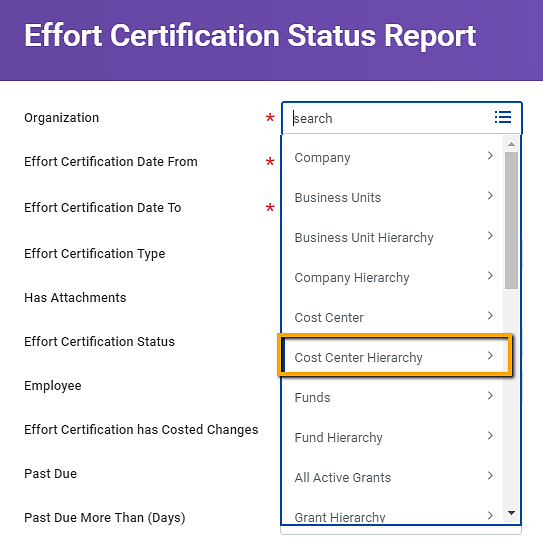 Effort Certification Status Report
Organization *
search
Effort Certification Date From *
Effort Certification Date To *
Effort Certification Type
Has Attachments
Effort Certification Status
Employee
Effort Certification has Costed Changes
Past Due
Past Due More Than (Days)
Company
Business Units
Business Unit Hierarchy
Company Hierarchy
Cost Center
Cost Center Hierarchy
Funds
Fund Hierarchy
All Active Grants
Grant Hierarchy